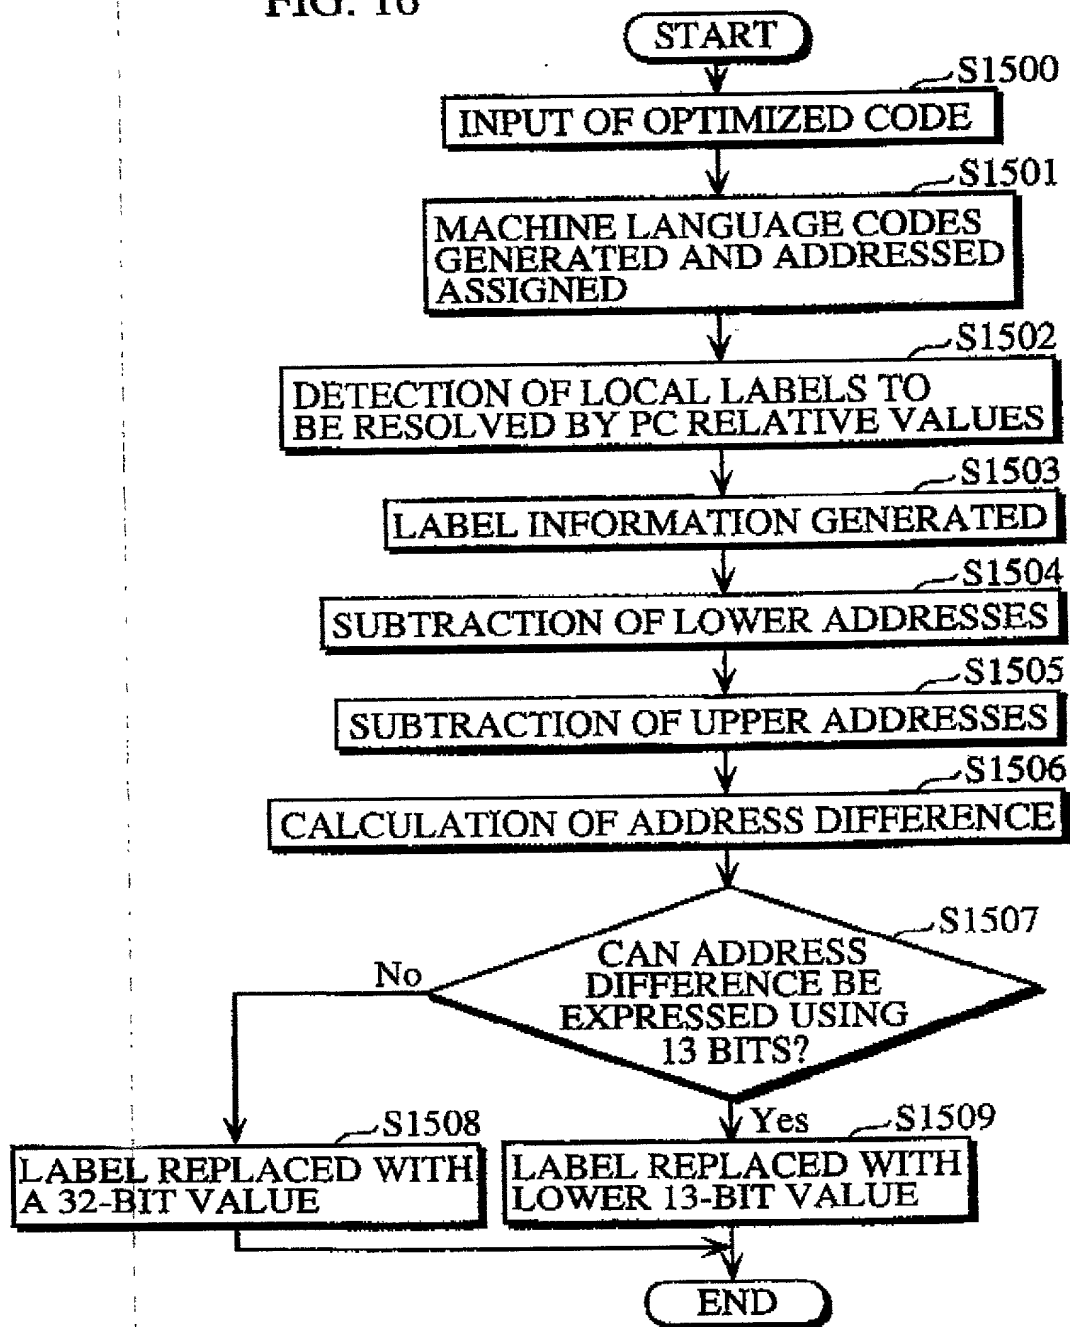 FIG. 16
START
S1500
INPUT OF OPTIMIZED CODE
S1501
MACHINE LANGUAGE CODES
GENERATED AND ADDRESSED
ASSIGNED
S1502
DETECTION OF LOCAL LABELS TO
BE RESOLVED BY PC RELATIVE VALUES
S1503
LABEL INFORMATION GENERATED
S1504
SUBTRACTION OF LOWER ADDRESSES
S1505
SUBTRACTION OF UPPER ADDRESSES
S1506
CALCULATION OF ADDRESS DIFFERENCE
S1507
CAN ADDRESS
DIFFERENCE BE
EXPRESSED USING
13 BITS?
No
Yes
S1508
LABEL REPLACED WITH
A 32-BIT VALUE
S1509
LABEL REPLACED WITH
LOWER 13-BIT VALUE
END